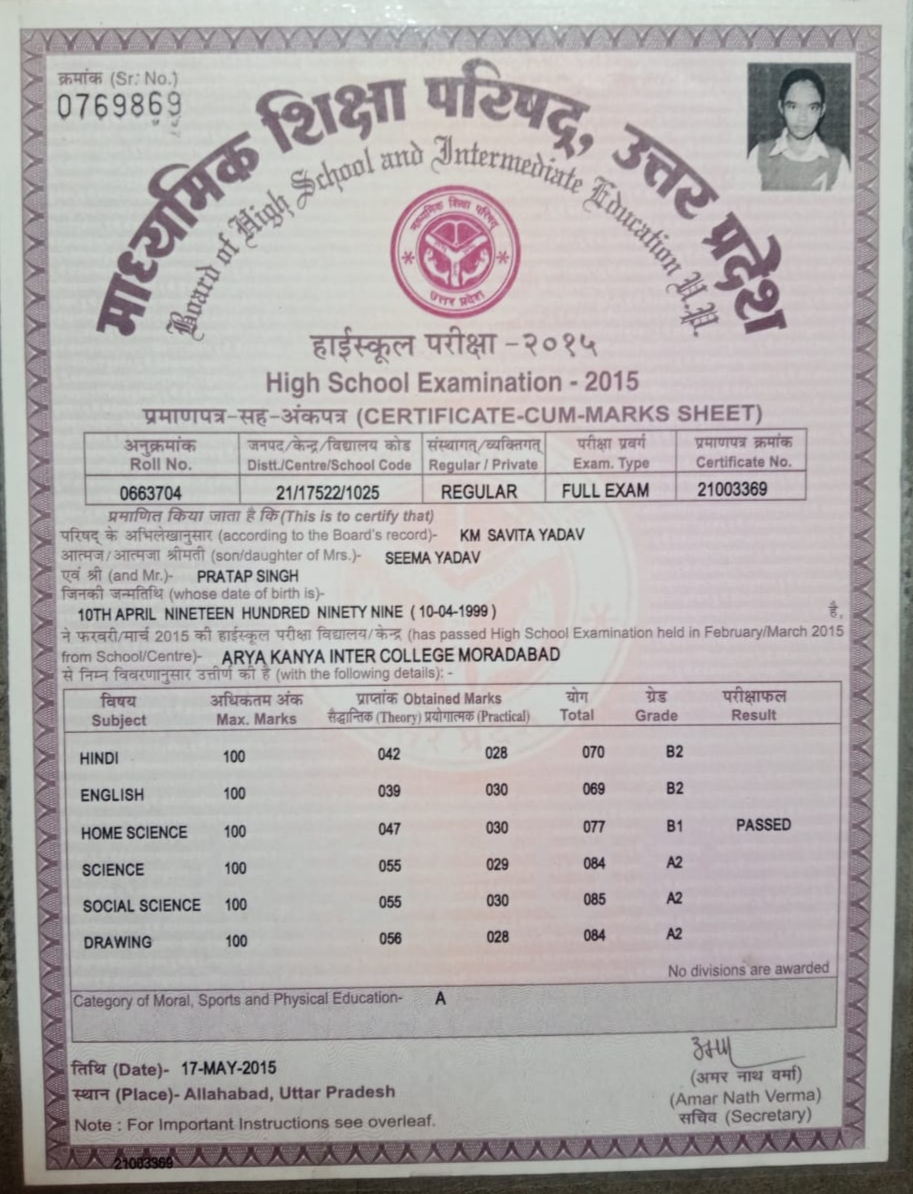 क्रमांक (Sr. No.)
0769869
माध्यमिक शिक्षा परिषद्, उत्तर प्रदेश
Board of High School and Intermediate Education U.P.
माध्यमिक शिक्षा परिषद्
उत्तर प्रदेश
हाईस्कूल परीक्षा -२०१५
High School Examination - 2015
प्रमाणपत्र-सह-अंकपत्र (CERTIFICATE-CUM-MARKS SHEET)
अनुक्रमांक जनपद/केन्द्र/विद्यालय कोड संस्थागत्/व्यक्तिगत् परीक्षा प्रवर्ग प्रमाणपत्र क्रमांक
Roll No. Distt./Centre/School Code Regular / Private Exam. Type Certificate No.
0663704 21/17522/1025 REGULAR FULL EXAM 21003369
प्रमाणित किया जाता है कि (This is to certify that)
परिषद् के अभिलेखानुसार (according to the Board's record)- KM SAVITA YADAV
आत्मज/आत्मजा श्रीमती (son/daughter of Mrs.)- SEEMA YADAV
एवं श्री (and Mr.)- PRATAP SINGH
जिनकी जन्मतिथि (whose date of birth is)-
10TH APRIL NINETEEN HUNDRED NINETY NINE ( 10-04-1999 ) है,
ने फरवरी/मार्च 2015 की हाईस्कूल परीक्षा विद्यालय/केन्द्र (has passed High School Examination held in February/March 2015
from School/Centre)- ARYA KANYA INTER COLLEGE MORADABAD
से निम्न विवरणानुसार उत्तीर्ण की है (with the following details): -
विषय अधिकतम अंक प्राप्तांक Obtained Marks योग ग्रेड परीक्षाफल
Subject Max. Marks सैद्धान्तिक (Theory) प्रयोगात्मक (Practical) Total Grade Result
HINDI 100 042 028 070 B2
ENGLISH 100 039 030 069 B2
HOME SCIENCE 100 047 030 077 B1 PASSED
SCIENCE 100 055 029 084 A2
SOCIAL SCIENCE 100 055 030 085 A2
DRAWING 100 056 028 084 A2
No divisions are awarded
Category of Moral, Sports and Physical Education- A
तिथि (Date)- 17-MAY-2015
स्थान (Place)- Allahabad, Uttar Pradesh
Note : For Important Instructions see overleaf.
(अमर नाथ वर्मा)
(Amar Nath Verma)
सचिव (Secretary)
21003369